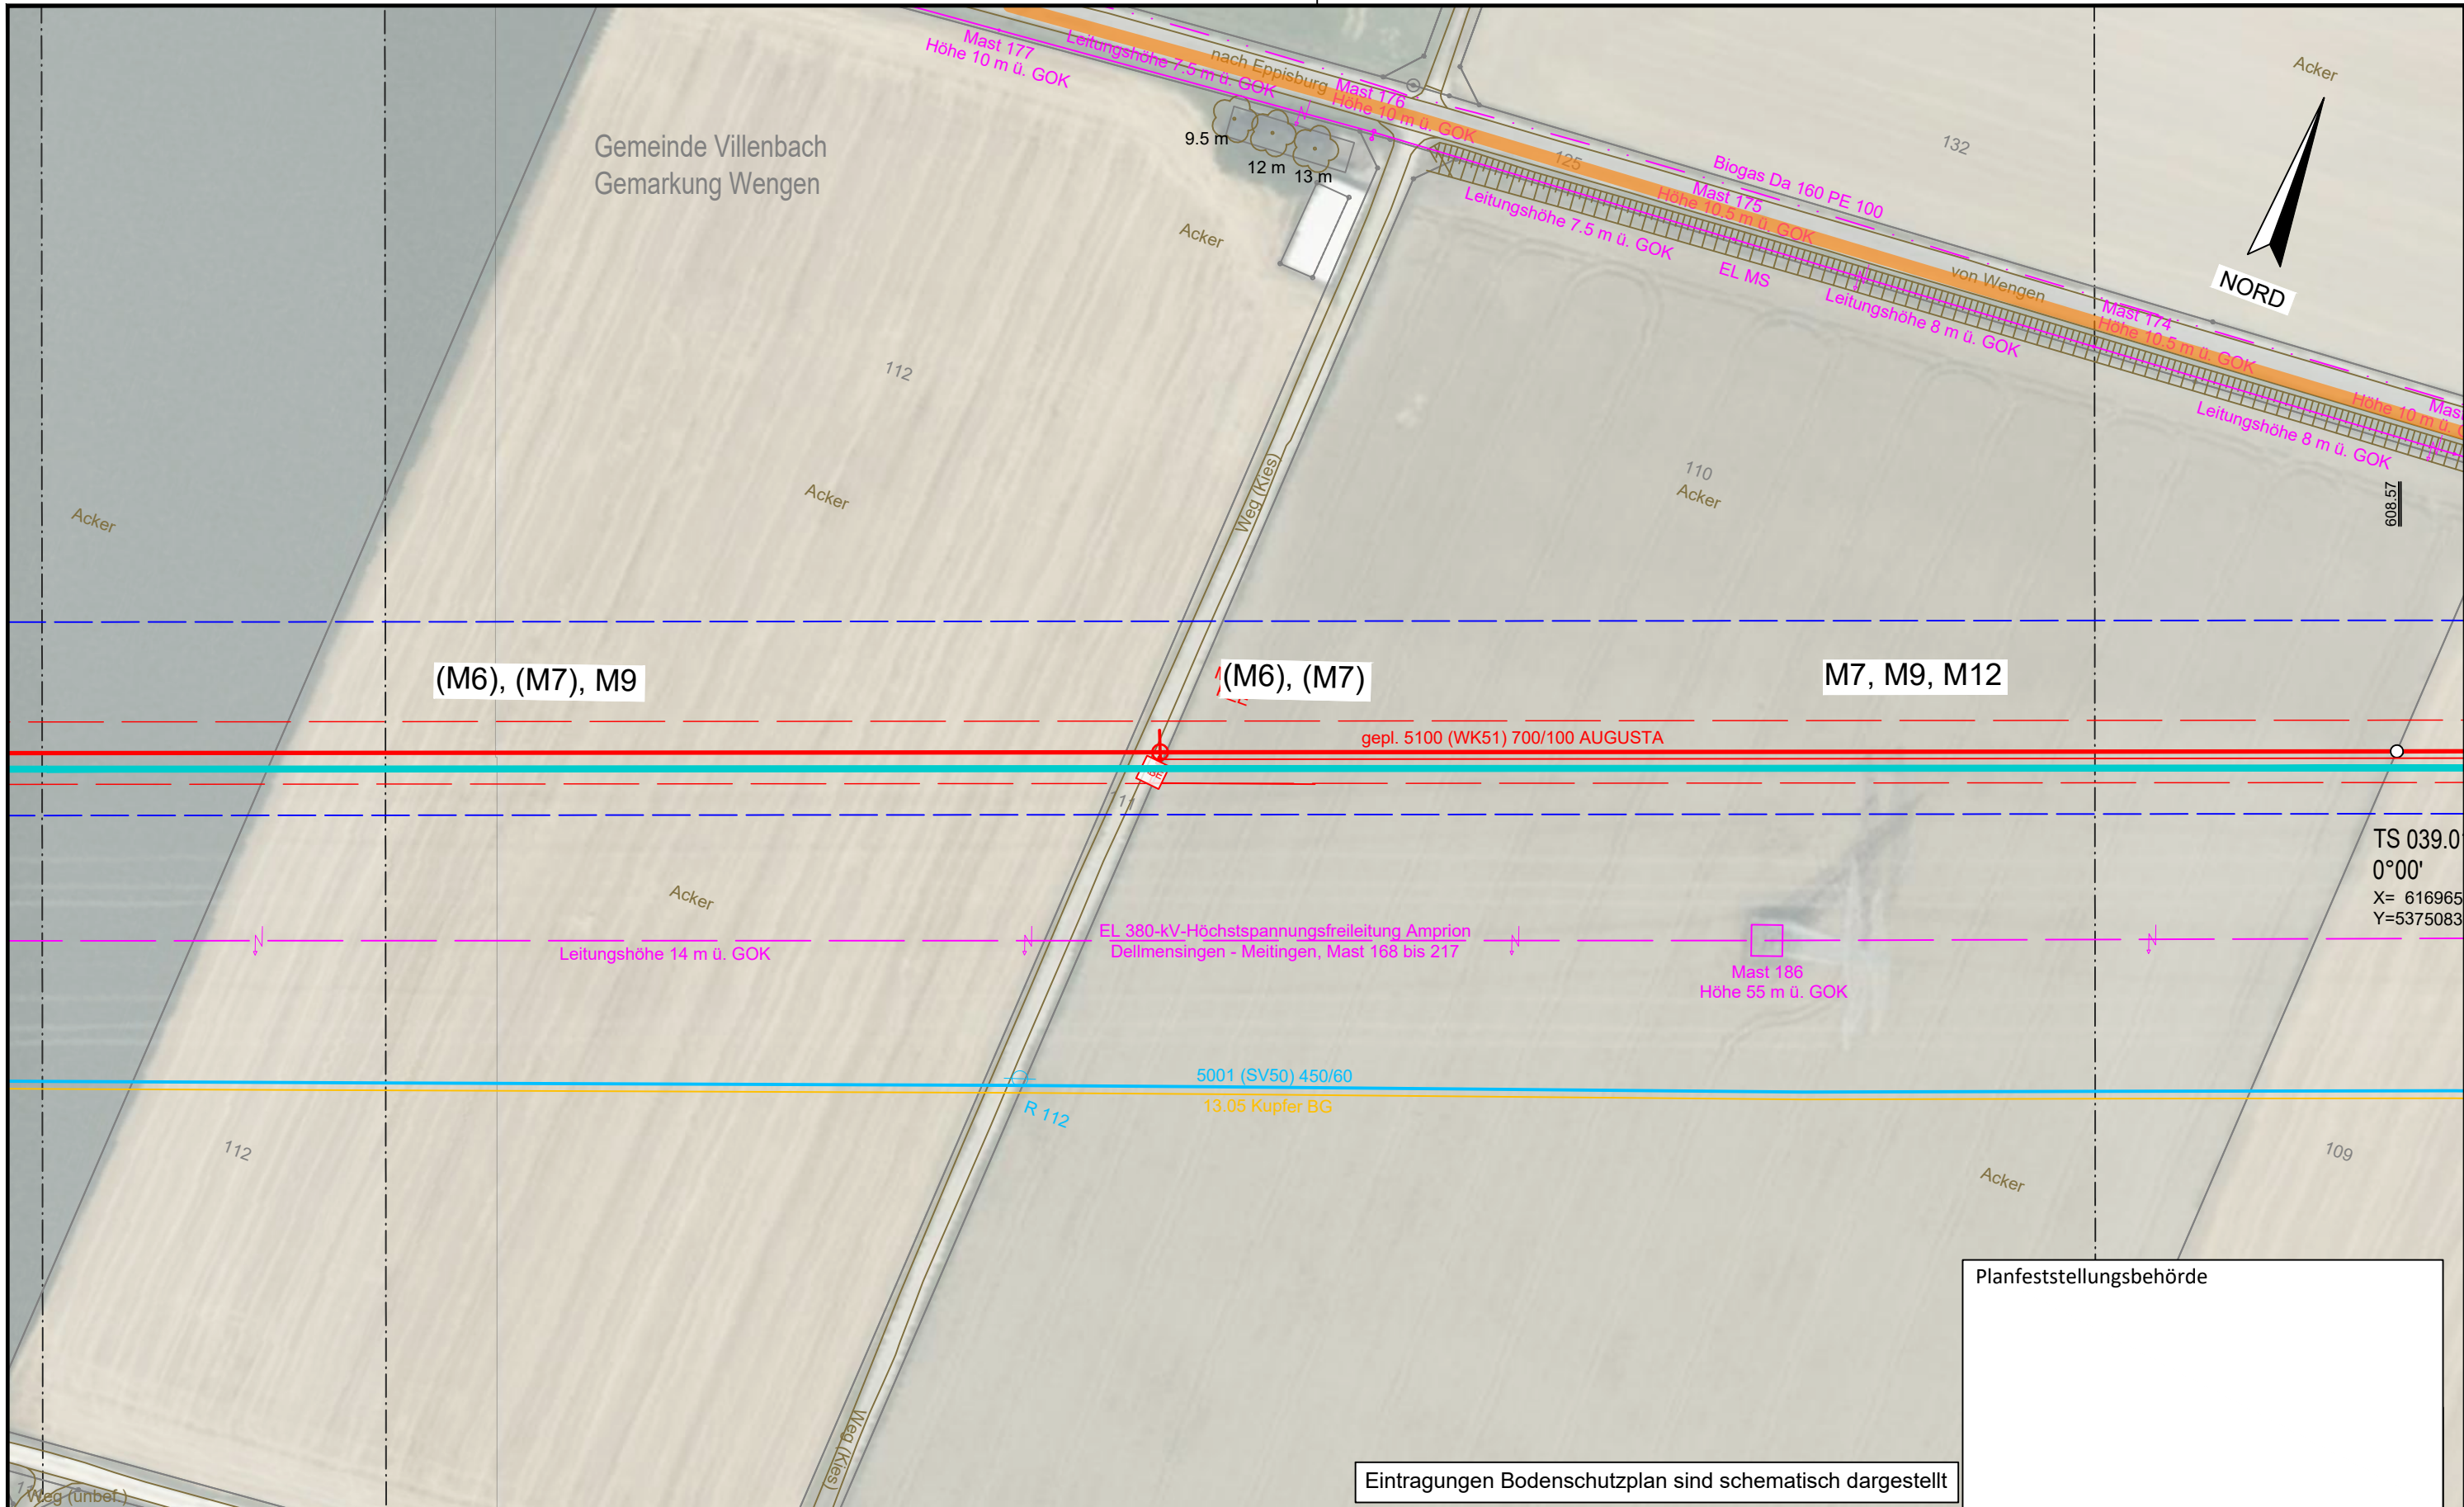 Mast 177
Höhe 10 m ü. GOK
Leitungshöhe 7.5 m ü. GOK
nach Eppisburg
Mast 176
Höhe 10 m ü. GOK
Acker
9.5 m
12 m
13 m
125
132
Biogas Da 160 PE 100
Mast 175
Höhe 10.5 m ü. GOK
Leitungshöhe 7.5 m ü. GOK
EL MS
von Wengen
Leitungshöhe 8 m ü. GOK
Mast 174
Höhe 10.5 m ü. GOK
NORD
Gemeinde Villenbach
Gemarkung Wengen
Acker
112
Höhe 10 m ü.
Leitungshöhe 8 m ü. GOK
Acker
Acker
Weg (Kies)
110
Acker
608.57
(M6), (M7), M9
(M6), (M7)
M7, M9, M12
gepl. 5100 (WK51) 700/100 AUGUSTA
111
TS 039.0
0°00'
X= 616965
Y=5375083
Acker
EL 380-kV-Höchstspannungsfreileitung Amprion
Dellmensingen - Meitingen, Mast 168 bis 217
Leitungshöhe 14 m ü. GOK
Mast 186
Höhe 55 m ü. GOK
5001 (SV50) 450/60
13.05 Kupfer BG
R 112
112
109
Acker
Planfeststellungsbehörde
Weg (Kies)
Eintragungen Bodenschutzplan sind schematisch dargestellt
Weg (unbef.)